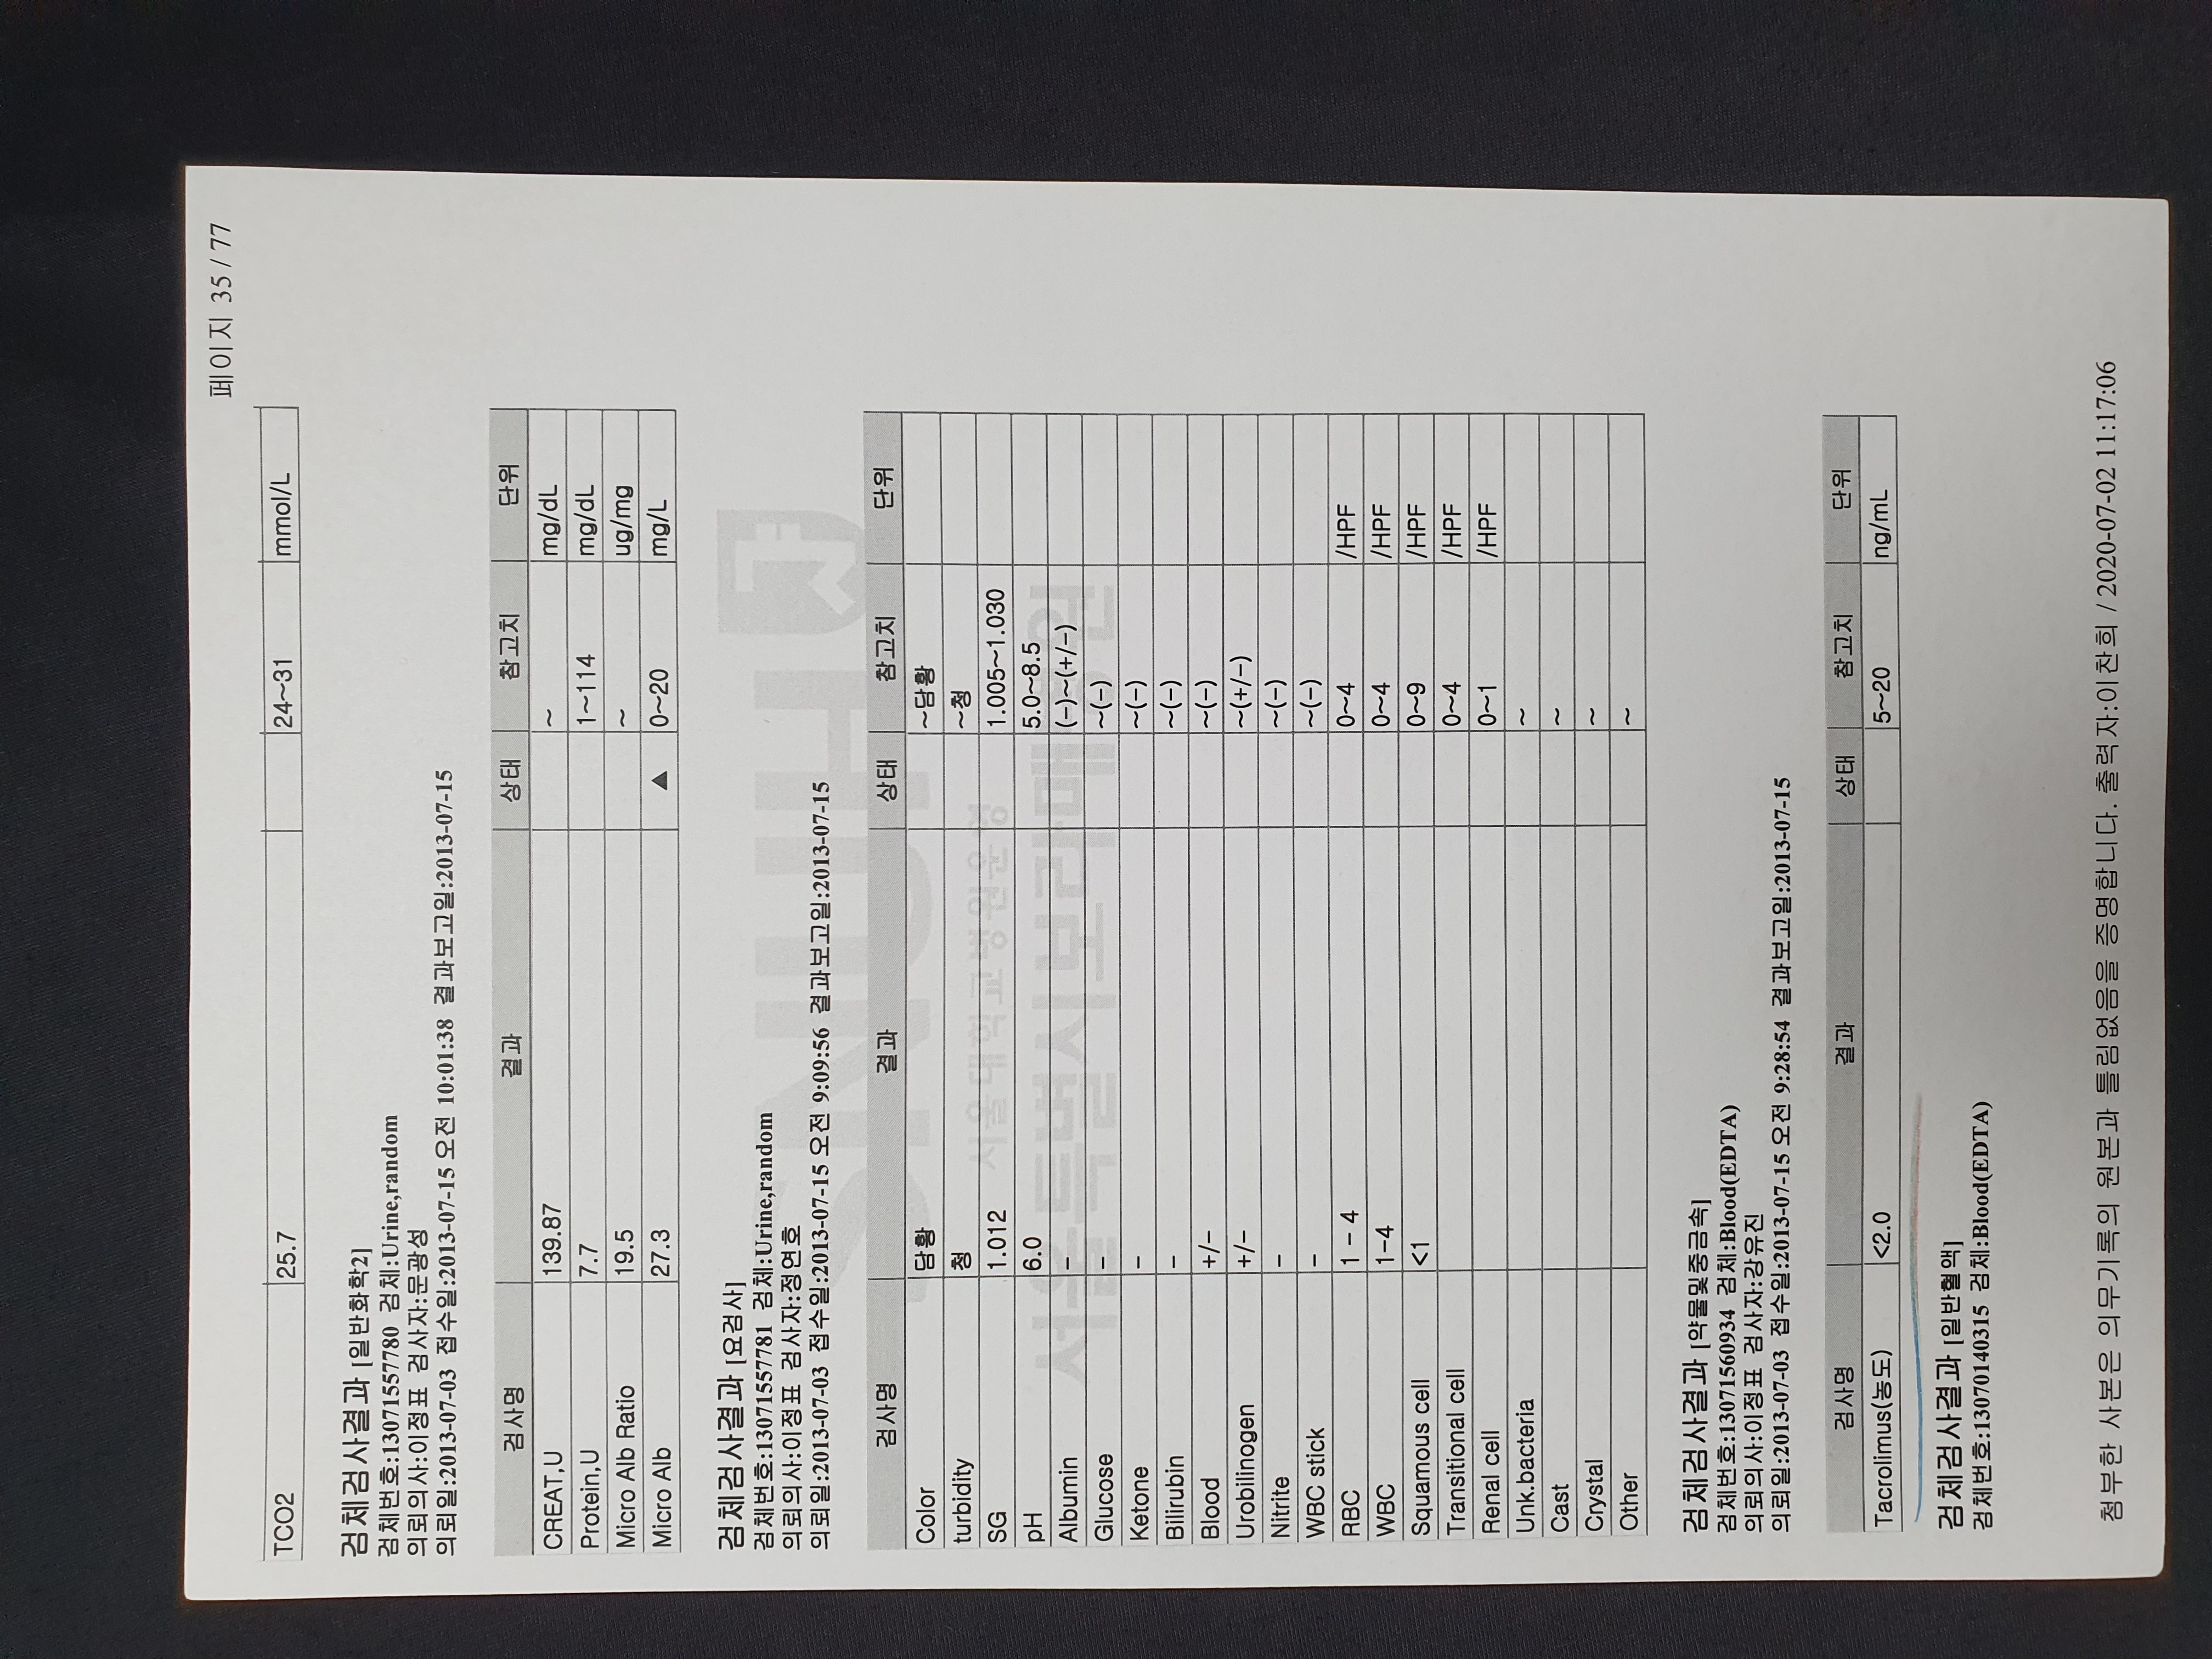 페이지 35 / 77
TCO2 25.7 24~31 mmol/L
검체검사결과 [일반화학2]
검체번호:13071557780 검체:Urine,random
의뢰의사:이정표 검사자:문광성
의뢰일:2013-07-03 접수일:2013-07-15 오전 10:01:38 결과보고일:2013-07-15
검사명 결과 상태 참고치 단위
CREAT,U 139.87 ~ mg/dL
Protein,U 7.7 1~114 mg/dL
Micro Alb Ratio 19.5 ~ ug/mg
Micro Alb 27.3 ▲ 0~20 mg/L
검체검사결과 [요검사]
검체번호:13071557781 검체:Urine,random
의뢰의사:이정표 검사자:정연호
의뢰일:2013-07-03 접수일:2013-07-15 오전 9:09:56 결과보고일:2013-07-15
SNUH
검사명 결과 상태 참고치 단위
Color 담황 ~담황
turbidity 청 ~청
서울대학교병원운영
SG 1.012 1.005~1.030
pH 6.0 5.0~8.5
서울특별시보라매병원
Albumin – (–)~(+/–)
Glucose – ~(–)
Ketone – ~(–)
Bilirubin – ~(–)
Blood +/– ~(–)
Urobilinogen +/– ~(+/–)
Nitrite – ~(–)
WBC stick – ~(–)
RBC 1 – 4 0~4 /HPF
WBC 1–4 0~4 /HPF
Squamous cell <1 0~9 /HPF
Transitional cell 0~4 /HPF
Renal cell 0~1 /HPF
Unk.bacteria ~
Cast ~
Crystal ~
Other ~
검체검사결과 [약물및중금속]
검체번호:13071560934 검체:Blood(EDTA)
의뢰의사:이정표 검사자:강유진
의뢰일:2013-07-03 접수일:2013-07-15 오전 9:28:54 결과보고일:2013-07-15
검사명 결과 상태 참고치 단위
Tacrolimus(농도) <2.0 5~20 ng/mL
검체검사결과 [일반혈액]
검체번호:13070140315 검체:Blood(EDTA)
첨부한 사본은 의무기록의 원본과 틀림없음을 증명합니다. 출력자:이찬희 / 2020-07-02 11:17:06